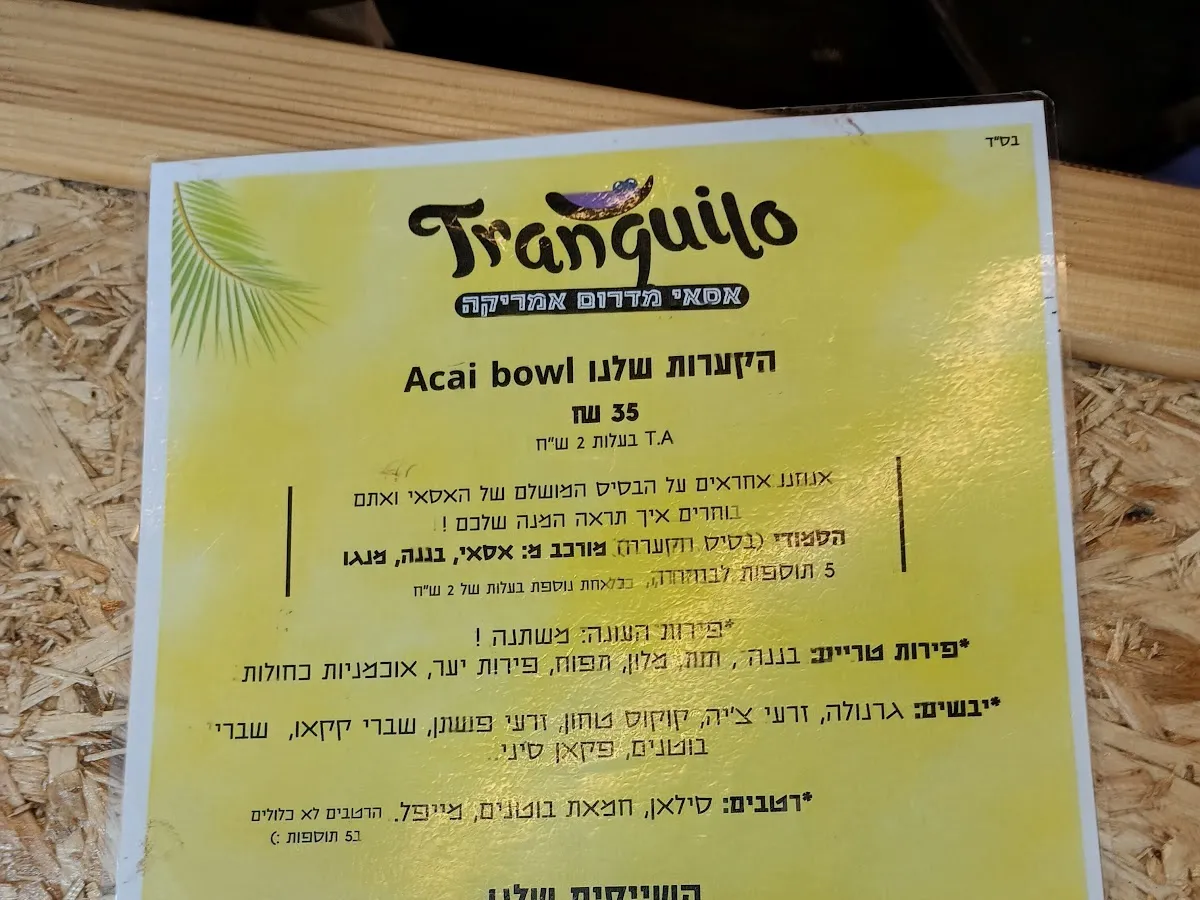 בס"ד
Tranquilo
אסאי מדרום אמריקה
הקערות שלנו Acai bowl
35 ש"ח
T.A בעלות 2 ש"ח
אנחנו אחראים על הבסיס המושלם של האסאי ואתם
בוחרים איך תראה המנה שלכם !
הסמודי (בסיס הקערה) מורכב מ: אסאי, בננה, מנגו
5 תוספות לבחירה, כל אחת נוספת בעלות של 2 ש"ח
*פירות העונה: משתנה !
*פירות טריים: בננה, תות, מלון, תפוח, פירות יער, אוכמניות כחולות
*יבשים: גרנולה, זרעי צ'יה, קוקוס טחון, זרעי פשתן, שברי קקאו, שברי
בוטנים, פקאן סיני.
*רטבים: סילאן, חמאת בוטנים, מייפל. הרטבים לא כלולים
ב5 תוספות :)
השייקים שלנו